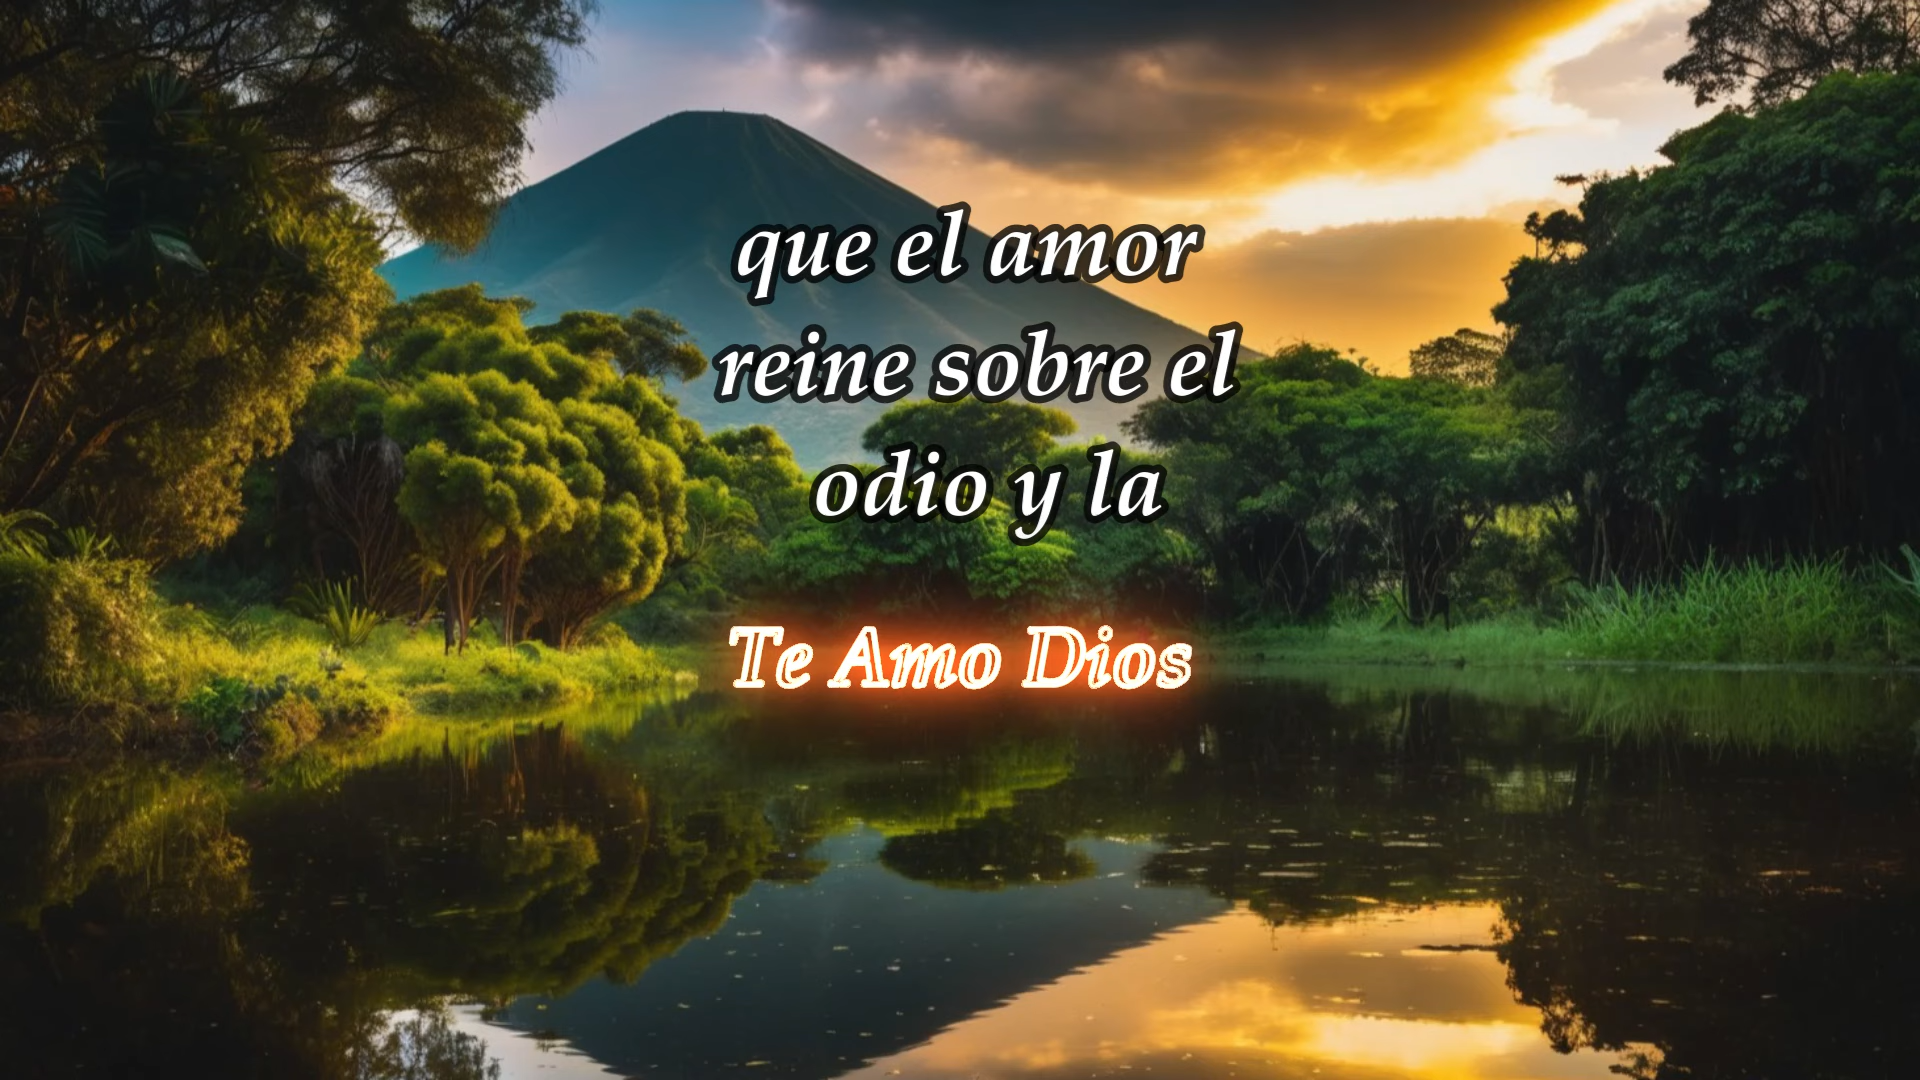 que el amor
reine sobre el
odio y la
Te Amo Dios